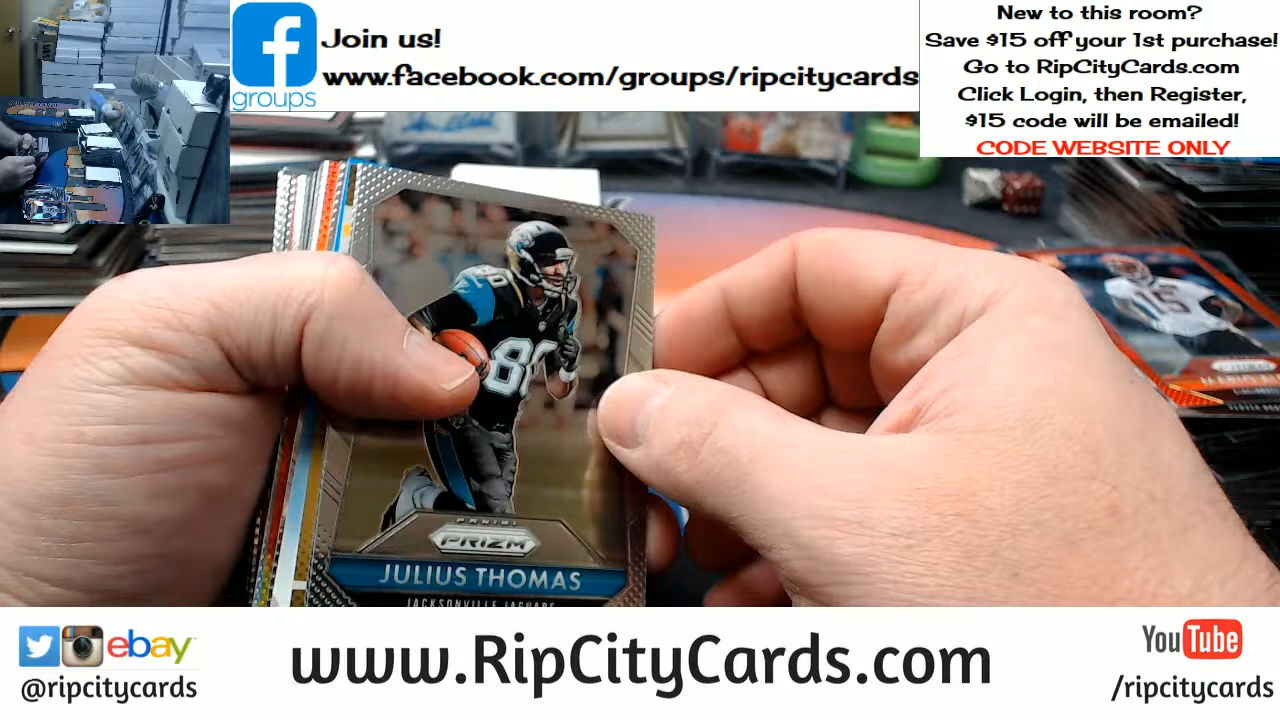 Join us!
www.facebook.com/groups/ripcitycards
groups
New to this room?
Save $15 off your 1st purchase!
Go to RipCityCards.com
Click Login, then Register,
$15 code will be emailed!
CODE WEBSITE ONLY
80
80
15
PANINI
PRIZM
JULIUS THOMAS
JACKSONVILLE JAGUARS
ebay
@ripcitycards
www.RipCityCards.com
YouTube
/ripcitycards